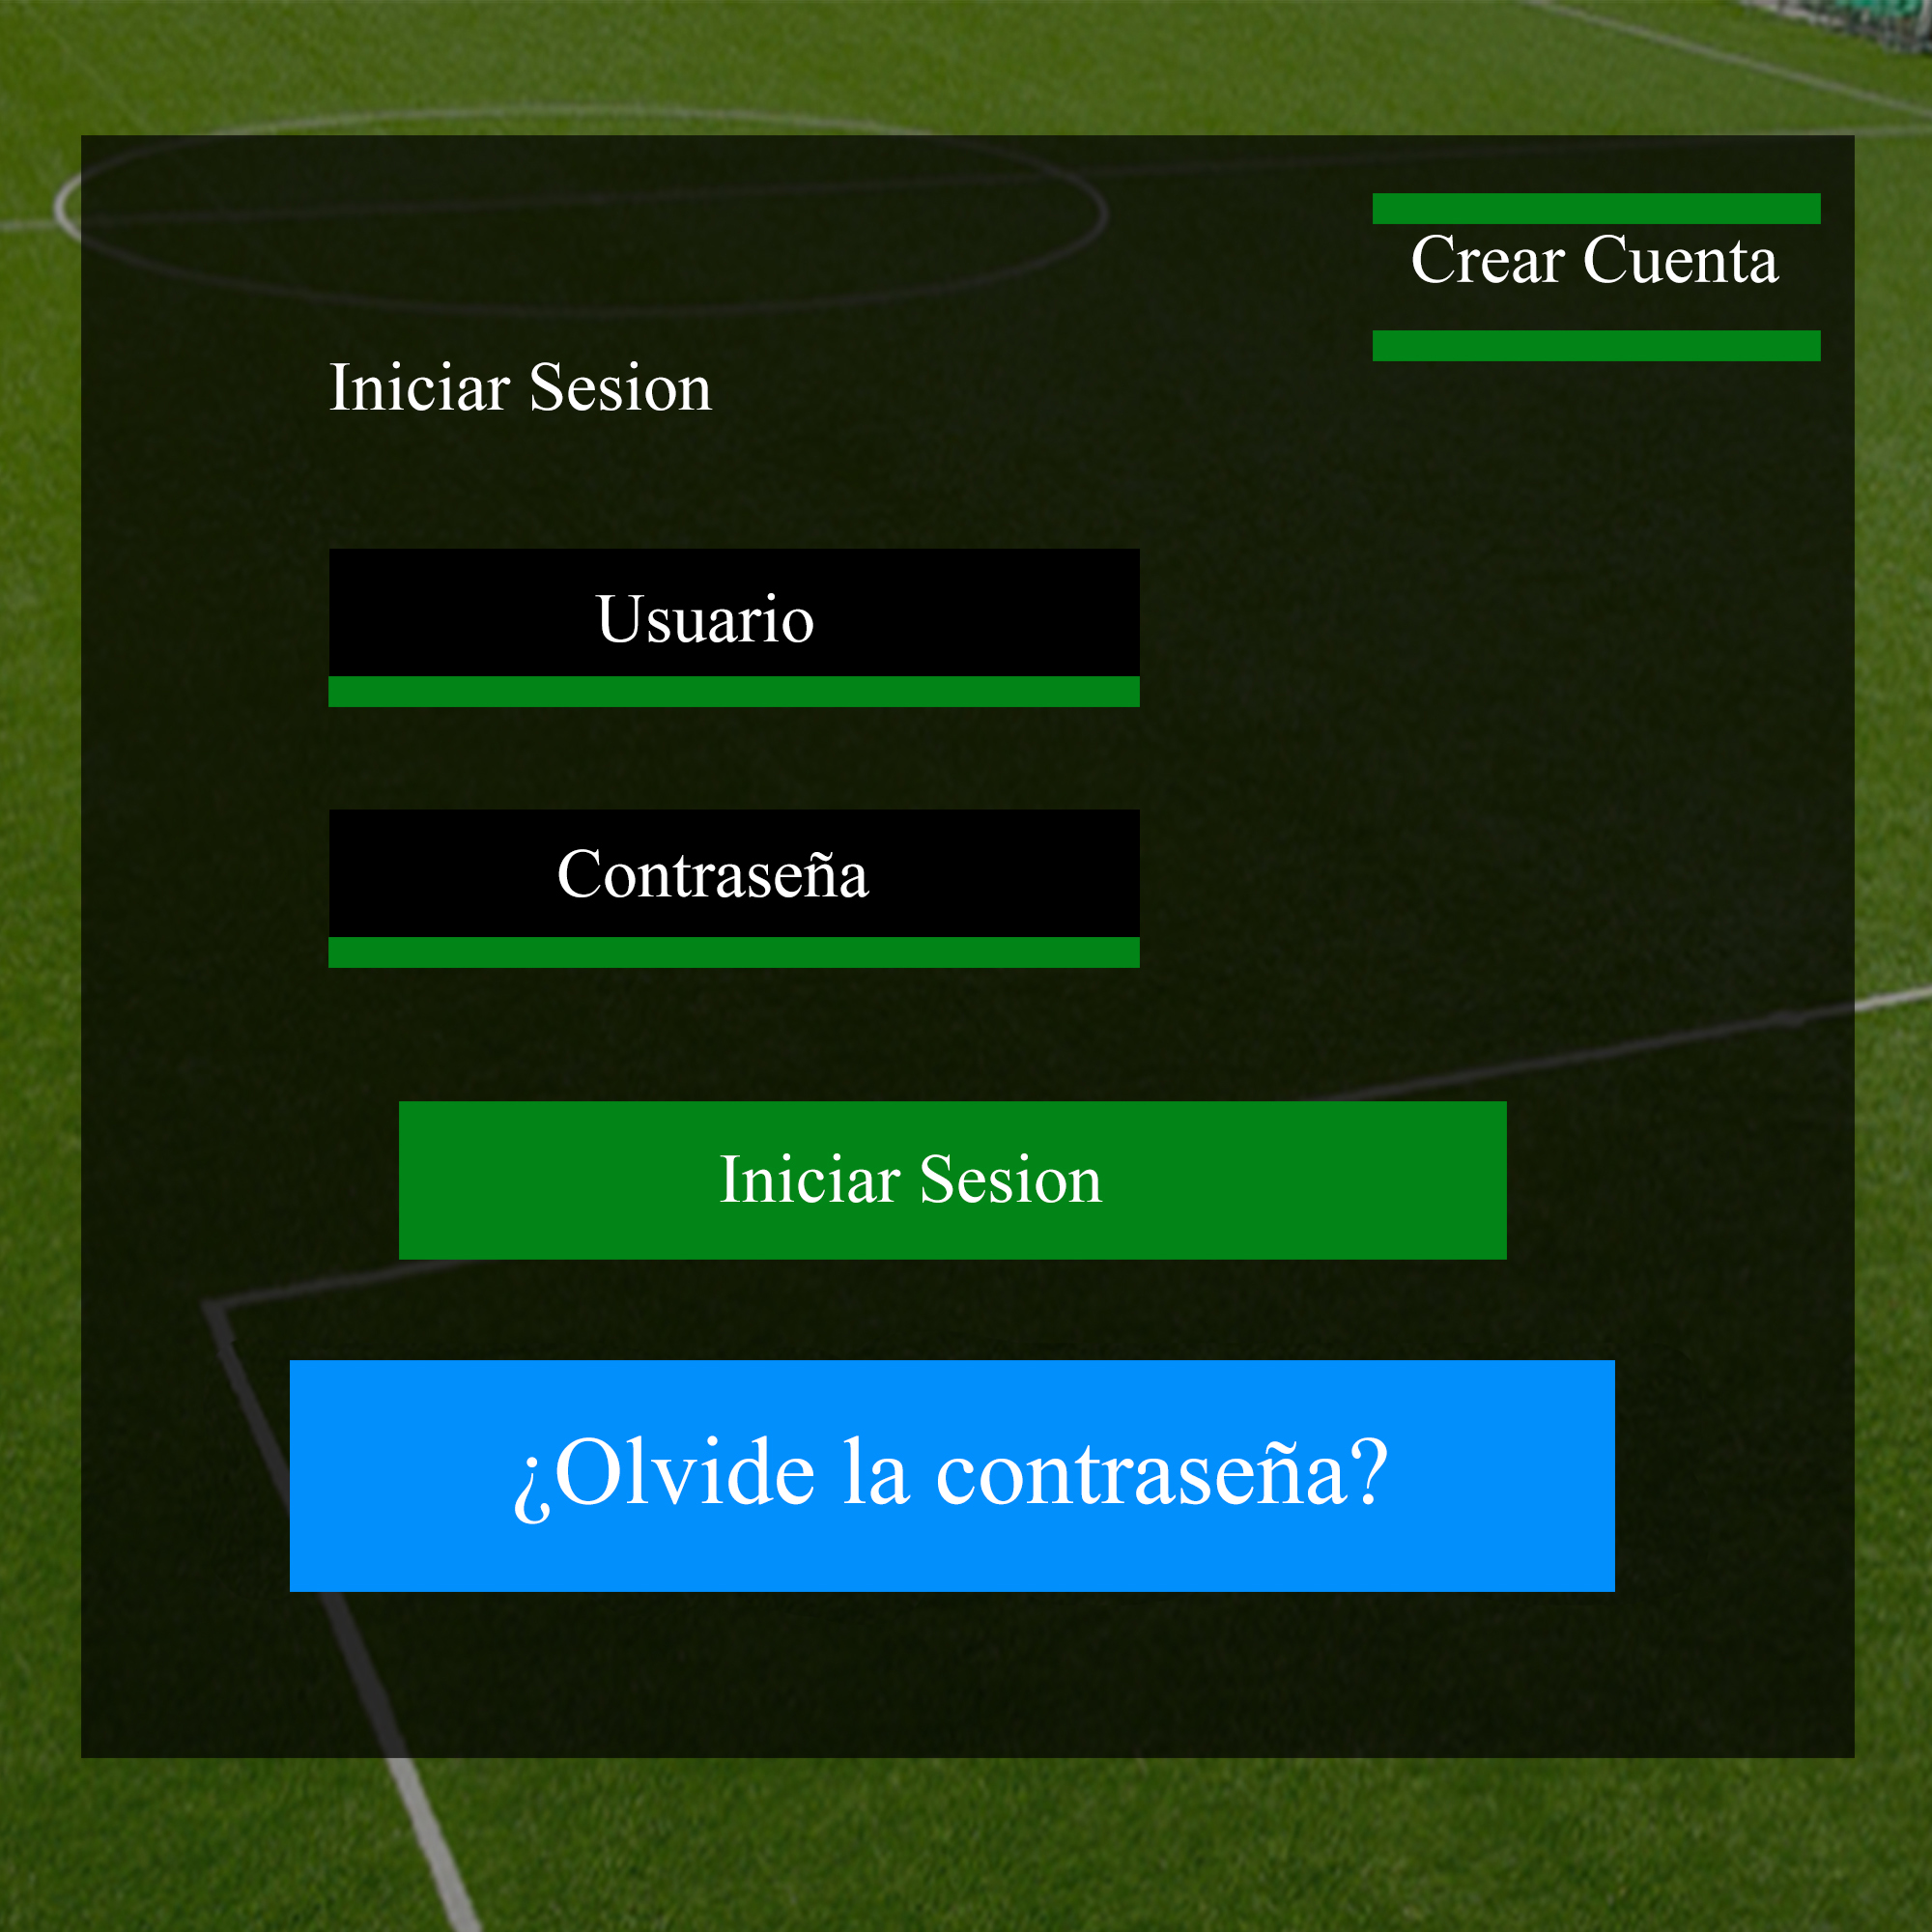 Crear Cuenta
Iniciar Sesion
Usuario
Contraseña
Iniciar Sesion
¿Olvide la contraseña?